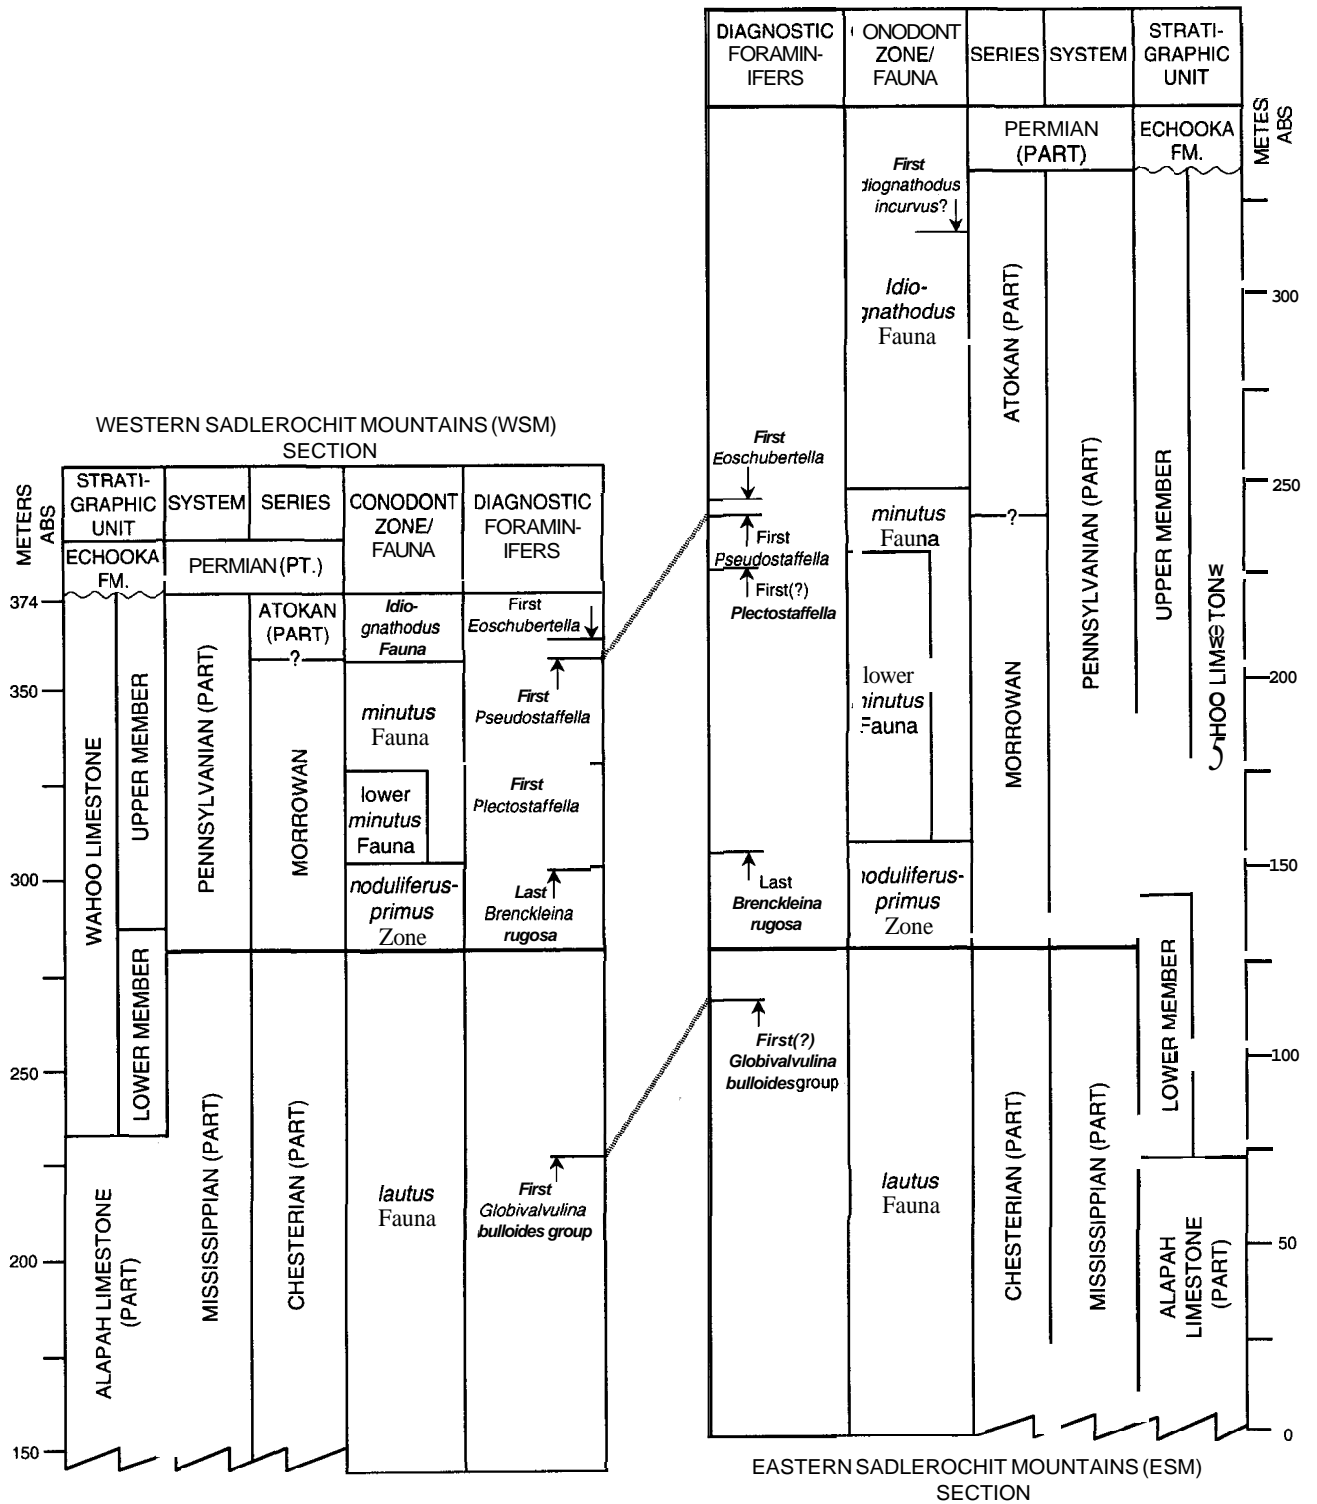 DIAGNOSTIC
FORAMIN-
IFERS
ONODONT
ZONE/
FAUNA
SERIES
SYSTEM
STRATI-
GRAPHIC
UNIT
METES
ABS
PERMIAN
(PART)
ECHOOKA
FM.
First
diognathodus
incurvus?
Idio-
gnathodus
Fauna
ATOKAN (PART)
300
First
Eoschubertella
minutus
Fauna
?
250
First
Pseudostaffella
First(?)
Plectostaffella
PENNSYLVANIAN (PART)
UPPER MEMBER
HOO LIMESTON
200
lower
minutus
Fauna
MORROWAN
150
Last
Brenckleina
rugosa
noduliferus-
primus
Zone
LOWER MEMBER
100
First(?)
Globivalvulina
bulloides group
lautus
Fauna
CHESTERIAN (PART)
MISSISSIPPIAN (PART)
ALAPAH
LIMESTONE
(PART)
50
0
EASTERN SADLEROCHIT MOUNTAINS (ESM)
SECTION
WESTERN SADLEROCHIT MOUNTAINS (WSM)
SECTION
METERS
ABS
STRATI-
GRAPHIC
UNIT
SYSTEM
SERIES
CONODONT
ZONE/
FAUNA
DIAGNOSTIC
FORAMIN-
IFERS
ECHOOKA
FM.
PERMIAN (PT.)
374
ATOKAN
(PART)
?
Idio-
gnathodus
Fauna
First
Eoschubertella
350
WAHOO LIMESTONE
UPPER MEMBER
PENNSYLVANIAN (PART)
MORROWAN
minutus
Fauna
First
Pseudostaffella
lower
minutus
Fauna
First
Plectostaffella
300
noduliferus-
primus
Zone
Last
Brenckleina
rugosa
LOWER MEMBER
250
ALAPAH LIMESTONE
(PART)
MISSISSIPPIAN (PART)
CHESTERIAN (PART)
lautus
Fauna
First
Globivalvulina
bulloides group
200
150